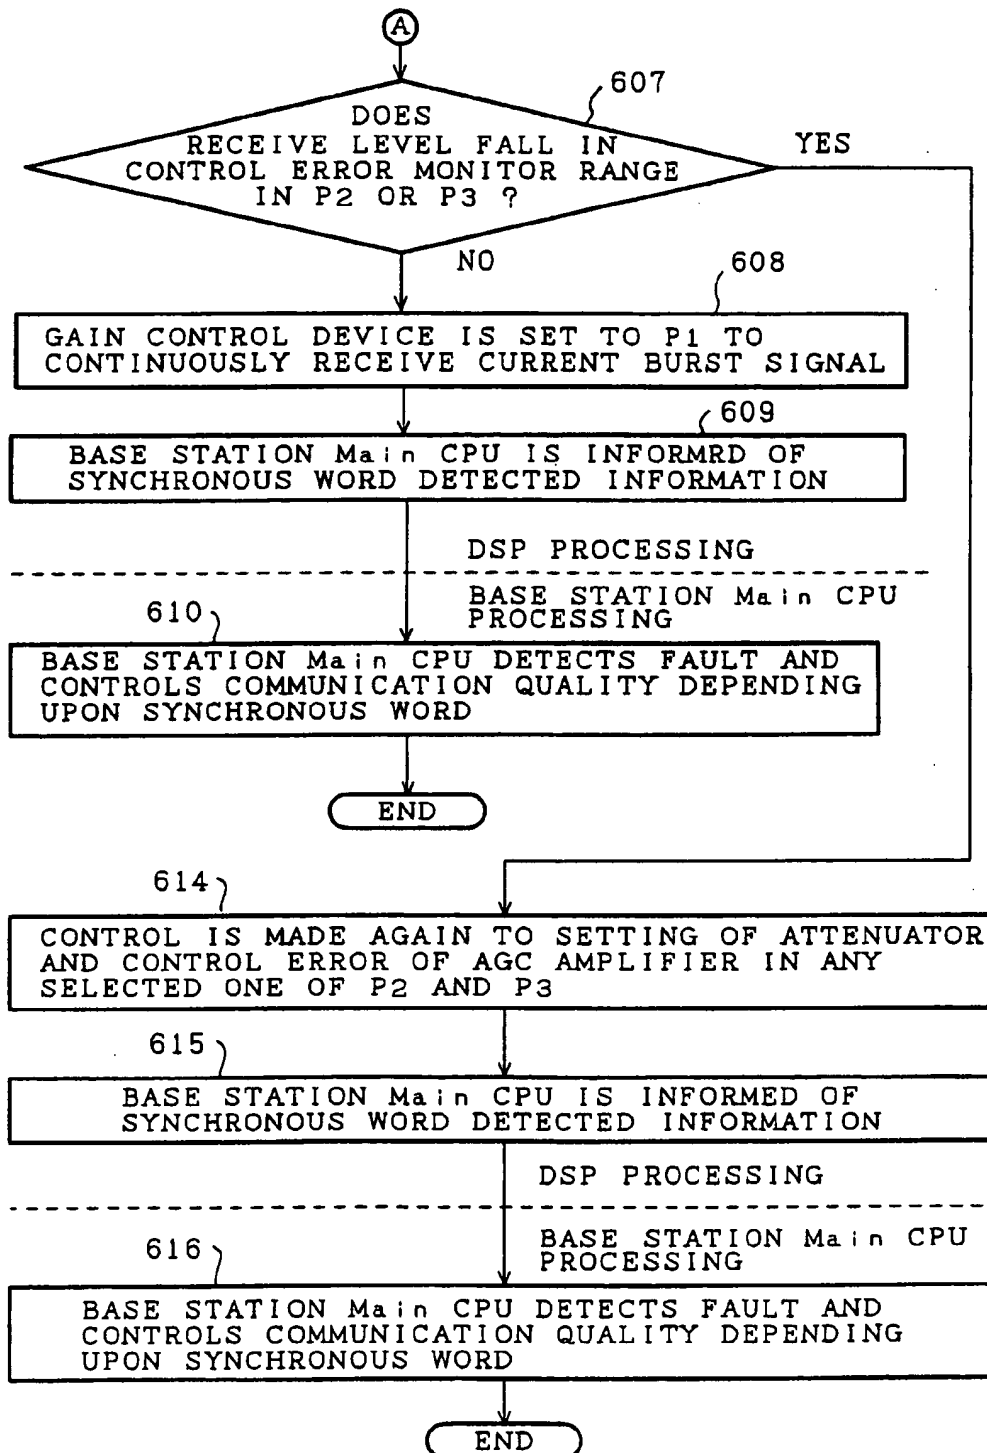 A
607
DOES
RECEIVE LEVEL FALL IN
CONTROL ERROR MONITOR RANGE
IN P2 OR P3 ?
YES
NO
608
GAIN CONTROL DEVICE IS SET TO P1 TO
CONTINUOUSLY RECEIVE CURRENT BURST SIGNAL
609
BASE STATION Main CPU IS INFORMRD OF
SYNCHRONOUS WORD DETECTED INFORMATION
DSP PROCESSING
BASE STATION Main CPU
PROCESSING
610
BASE STATION Main CPU DETECTS FAULT AND
CONTROLS COMMUNICATION QUALITY DEPENDING
UPON SYNCHRONOUS WORD
END
614
CONTROL IS MADE AGAIN TO SETTING OF ATTENUATOR
AND CONTROL ERROR OF AGC AMPLIFIER IN ANY
SELECTED ONE OF P2 AND P3
615
BASE STATION Main CPU IS INFORMED OF
SYNCHRONOUS WORD DETECTED INFORMATION
DSP PROCESSING
BASE STATION Main CPU
PROCESSING
616
BASE STATION Main CPU DETECTS FAULT AND
CONTROLS COMMUNICATION QUALITY DEPENDING
UPON SYNCHRONOUS WORD
END